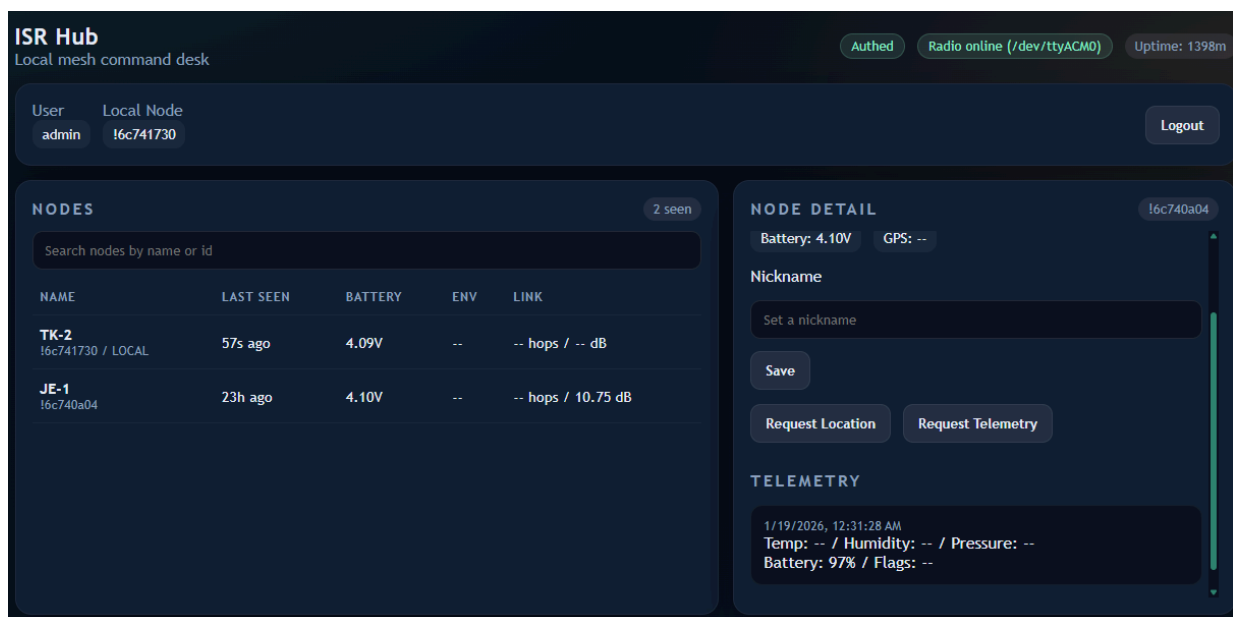 ISR Hub
Local mesh command desk
Authed
Radio online (/dev/ttyACM0)
Uptime: 1398m
User
Local Node
admin
!6c741730
Logout
NODES
2 seen
Search nodes by name or id
NAME LAST SEEN BATTERY ENV LINK
TK-2
!6c741730 / LOCAL
57s ago 4.09V -- -- hops / -- dB
JE-1
!6c740a04
23h ago 4.10V -- -- hops / 10.75 dB
NODE DETAIL
!6c740a04
Battery: 4.10V
GPS: --
Nickname
Set a nickname
Save
Request Location
Request Telemetry
TELEMETRY
1/19/2026, 12:31:28 AM
Temp: -- / Humidity: -- / Pressure: --
Battery: 97% / Flags: --